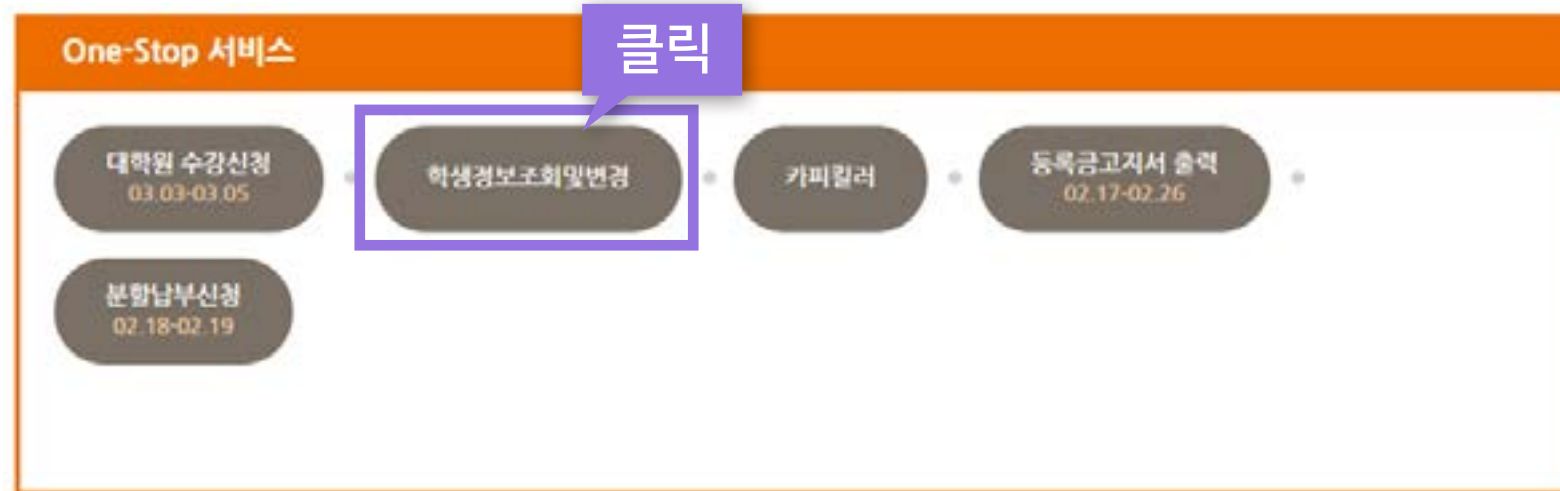 One-Stop 서비스
클릭
대학원 수강신청
03.03-03.05
학생정보조회및변경
카피킬러
등록금고지서 출력
02.17-02.26
분할납부신청
02.18-02.19